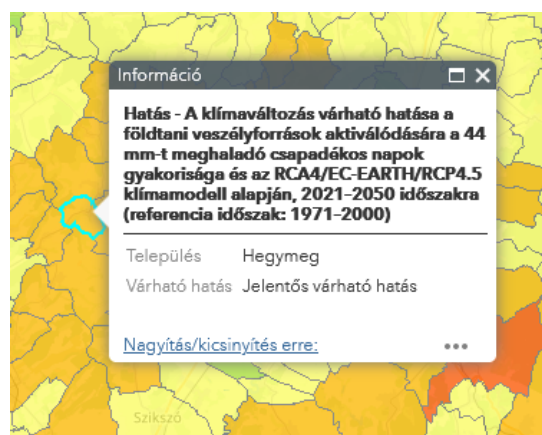 Információ
Hatás - A klímaváltozás várható hatása a
földtani veszélyforrások aktiválódására a 44
mm-t meghaladó csapadékos napok
gyakorisága és az RCA4/EC-EARTH/RCP4.5
klímamodell alapján, 2021-2050 időszakra
(referencia időszak: 1971-2000)
Település Hegymeg
Várható hatás Jelentős várható hatás
Nagyítás/kicsinyítés erre:
Szikszó